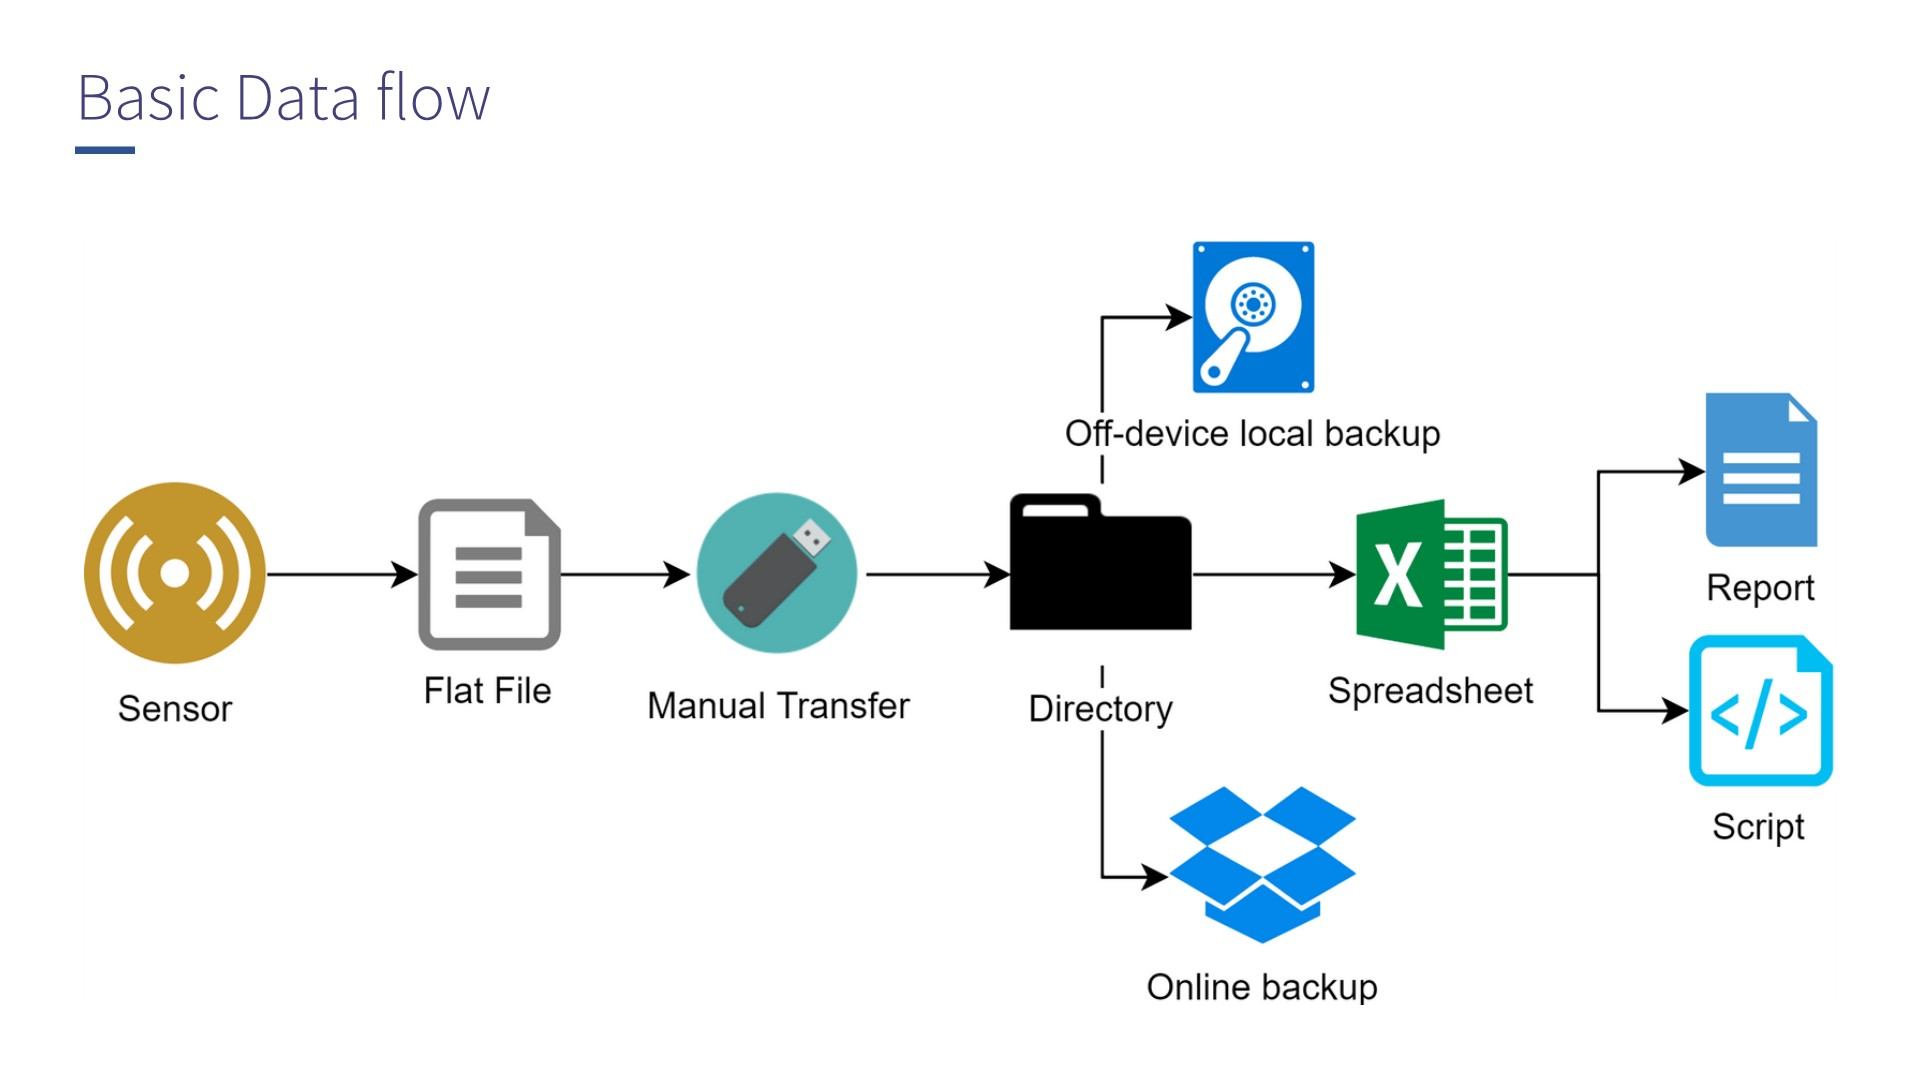 Basic Data flow
Off-device local backup
Sensor
Flat File
Manual Transfer
Directory
X
Spreadsheet
Report
</>
Script
Online backup